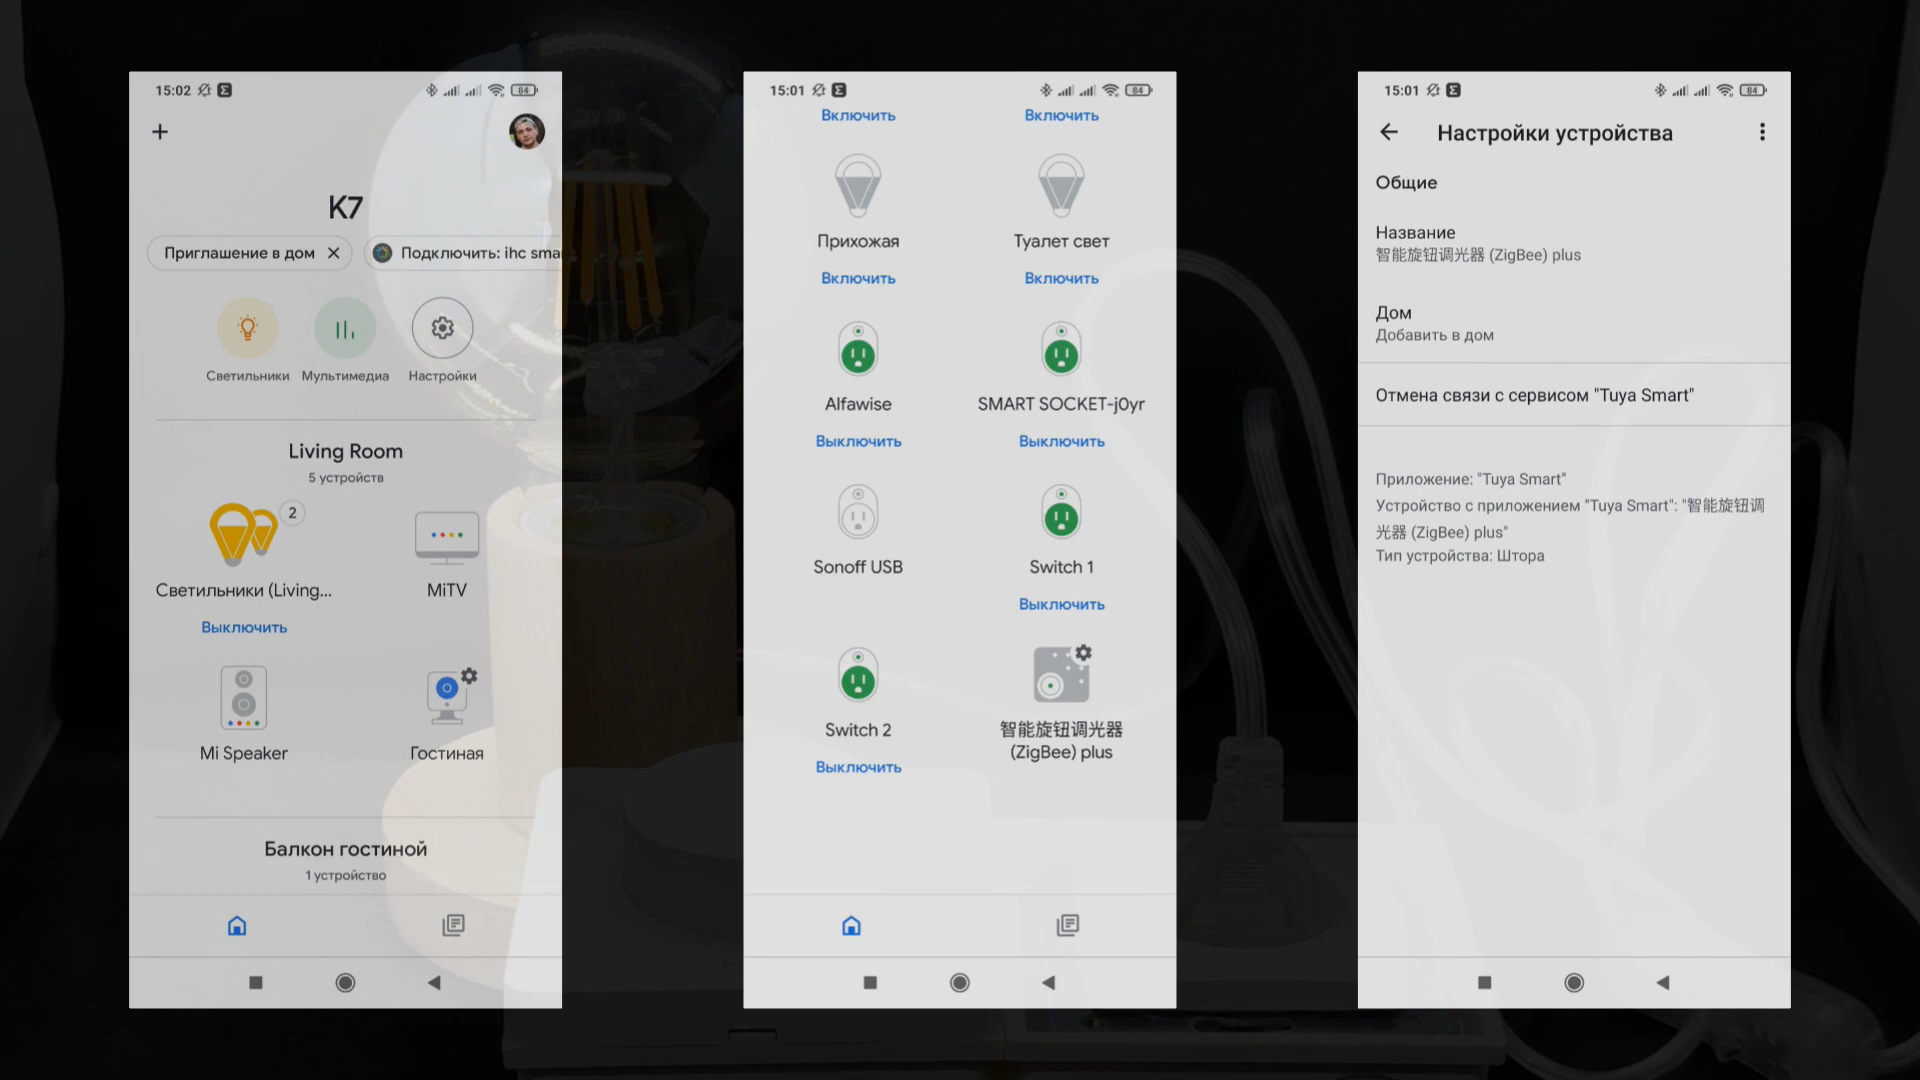 15:02
84
K7
Приглашение в дом
Подключить: ihc sma
Светильники
Мультимедиа
Настройки
Living Room
5 устройств
2
Светильники (Living...
Выключить
MiTV
Mi Speaker
Гостиная
Балкон гостиной
1 устройство
15:01
84
Включить
Включить
Прихожая
Туалет свет
Включить
Включить
Alfawise
SMART SOCKET-j0yr
Выключить
Выключить
Sonoff USB
Switch 1
Выключить
Switch 2
智能旋钮调光器
(ZigBee) plus
Выключить
15:01
84
Настройки устройства
Общие
Название
智能旋钮调光器 (ZigBee) plus
Дом
Добавить в дом
Отмена связи с сервисом "Tuya Smart"
Приложение: "Tuya Smart"
Устройство с приложением "Tuya Smart": "智能旋钮调
光器 (ZigBee) plus"
Тип устройства: Штора